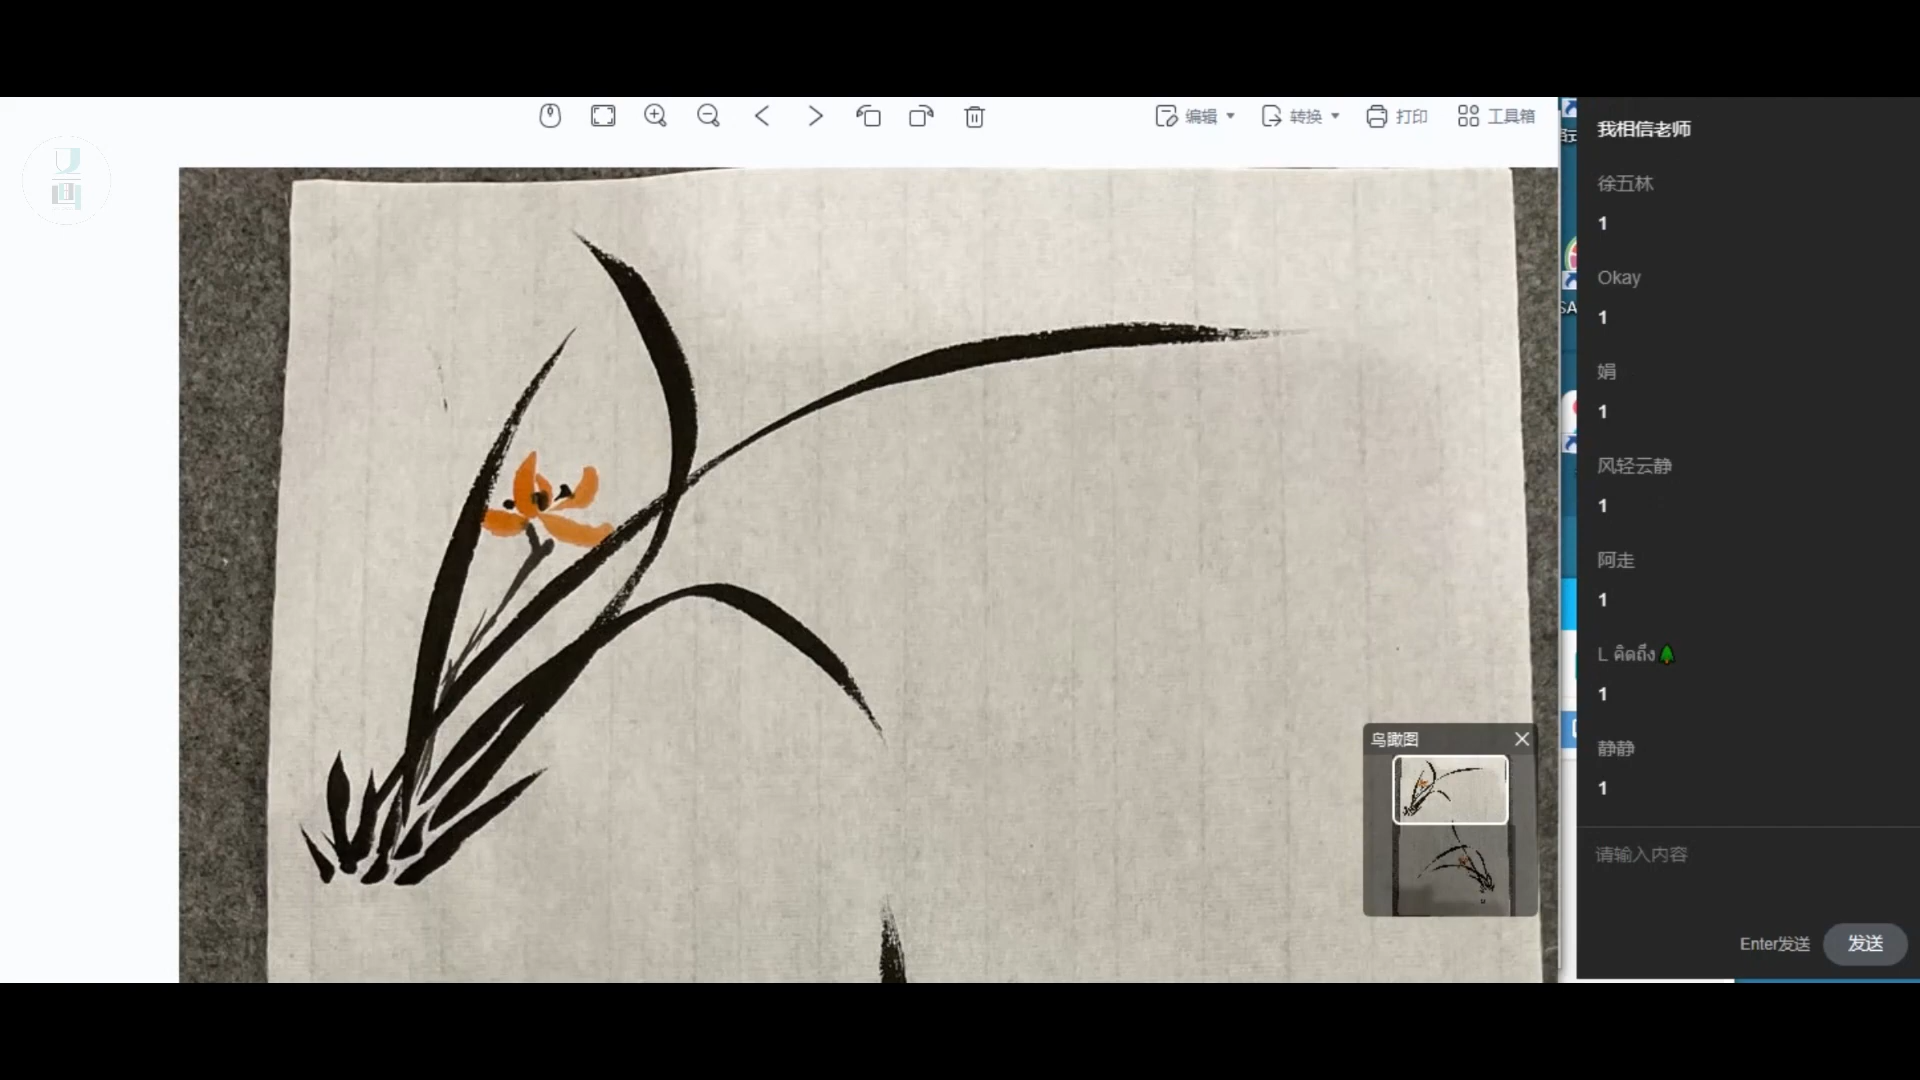 编辑
转换
打印
工具箱
我相信老师
徐五林
1
Okay
1
娟
1
风轻云静
1
阿走
1
L คิดถึง🌲
1
静静
1
请输入内容
Enter发送
发送
鸟瞰图
SA